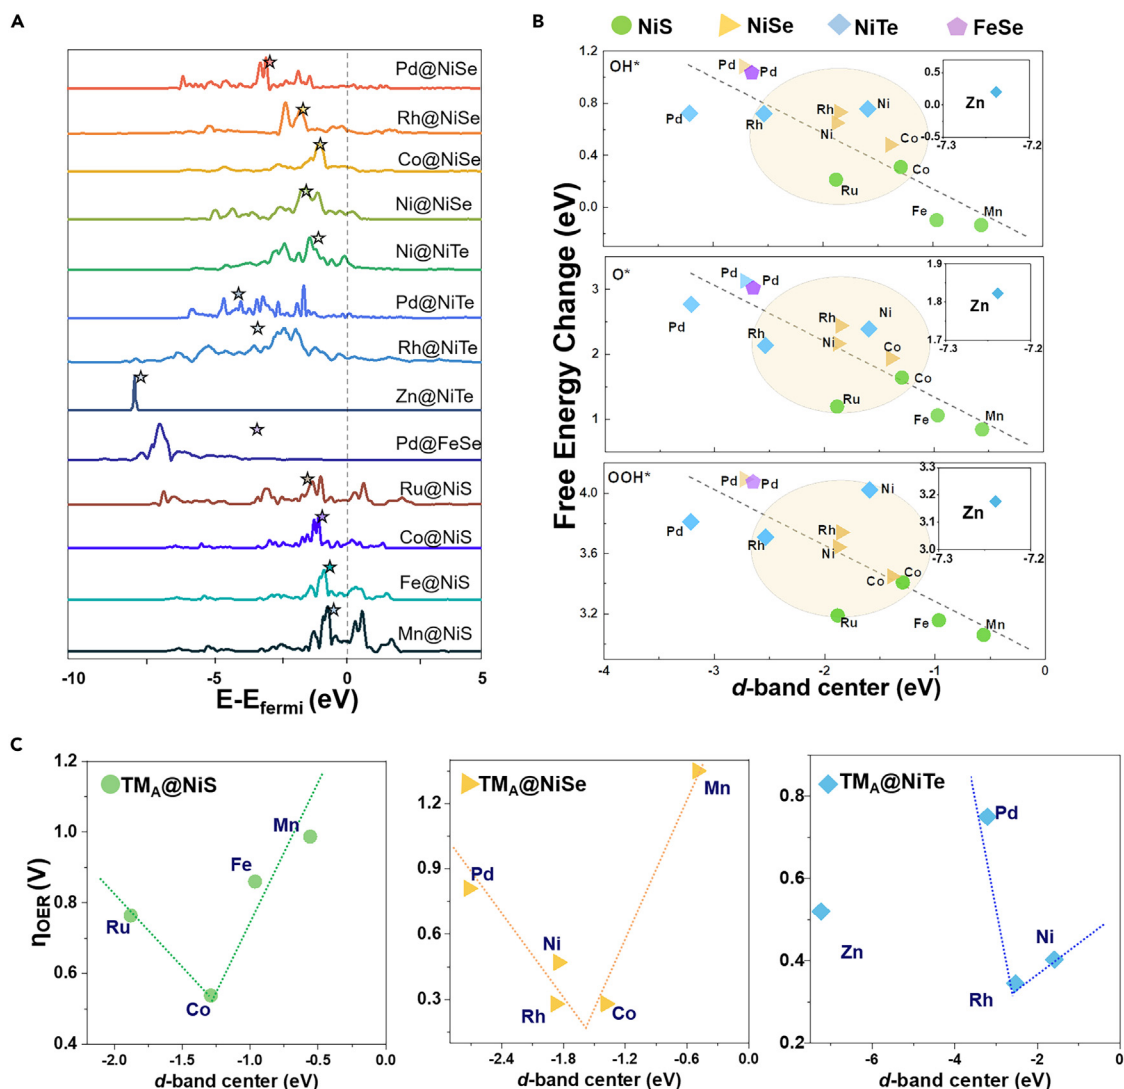 A
Pd@NiSe
Rh@NiSe
Co@NiSe
Ni@NiSe
Ni@NiTe
Pd@NiTe
Rh@NiTe
Zn@NiTe
Pd@FeSe
Ru@NiS
Co@NiS
Fe@NiS
Mn@NiS
-10 -5 -2 0 5
E-Efermi (eV)
B
NiS NiSe NiTe FeSe
Free Energy Change (eV)
OH*
1.2
0.8
0.4
0.0
Pd Pd
Pd Rh Rh Ni Ni
Co Co
Ru Fe Mn
0.5
0.0
-0.5
Zn
-7.3 -7.2
O*
3
2
1
Pd Pd
Pd Rh Rh Ni Ni
Co Co
Ru Fe Mn
1.9
1.8
1.7
Zn
-7.3 -7.2
OOH*
4.0
3.6
3.2
Pd Pd
Pd Rh Rh Ni Ni
Co Co
Ru Fe Mn
3.3
3.2
3.1
3.0
Zn
-7.3 -7.2
-4 -3 -2 -1 0
d-band center (eV)
C
ηOER (V)
TMA@NiS
1.2
1.0
0.8
0.6
0.4
Mn
Fe
Ru
Co
-2.0 -1.5 -1.0 -0.5 0.0
d-band center (eV)
TMA@NiSe
1.2
0.9
0.6
0.3
Mn
Pd
Ni
Rh Co
-2.4 -1.8 -1.2 -0.6 0.0
d-band center (eV)
TMA@NiTe
0.8
0.6
0.4
0.2
Pd
Ni
Zn
Rh
-6 -4 -2 0
d-band center (eV)